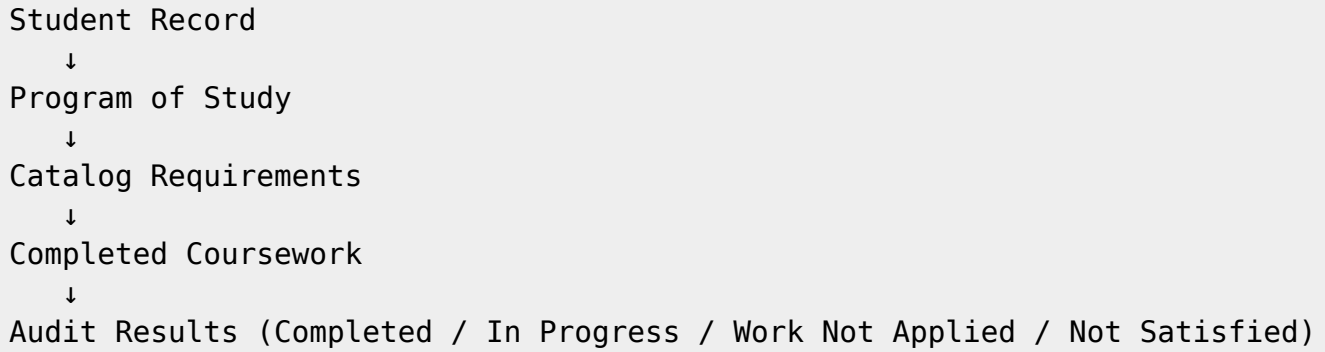 Student Record
↓
Program of Study
↓
Catalog Requirements
↓
Completed Coursework
↓
Audit Results (Completed / In Progress / Work Not Applied / Not Satisfied)